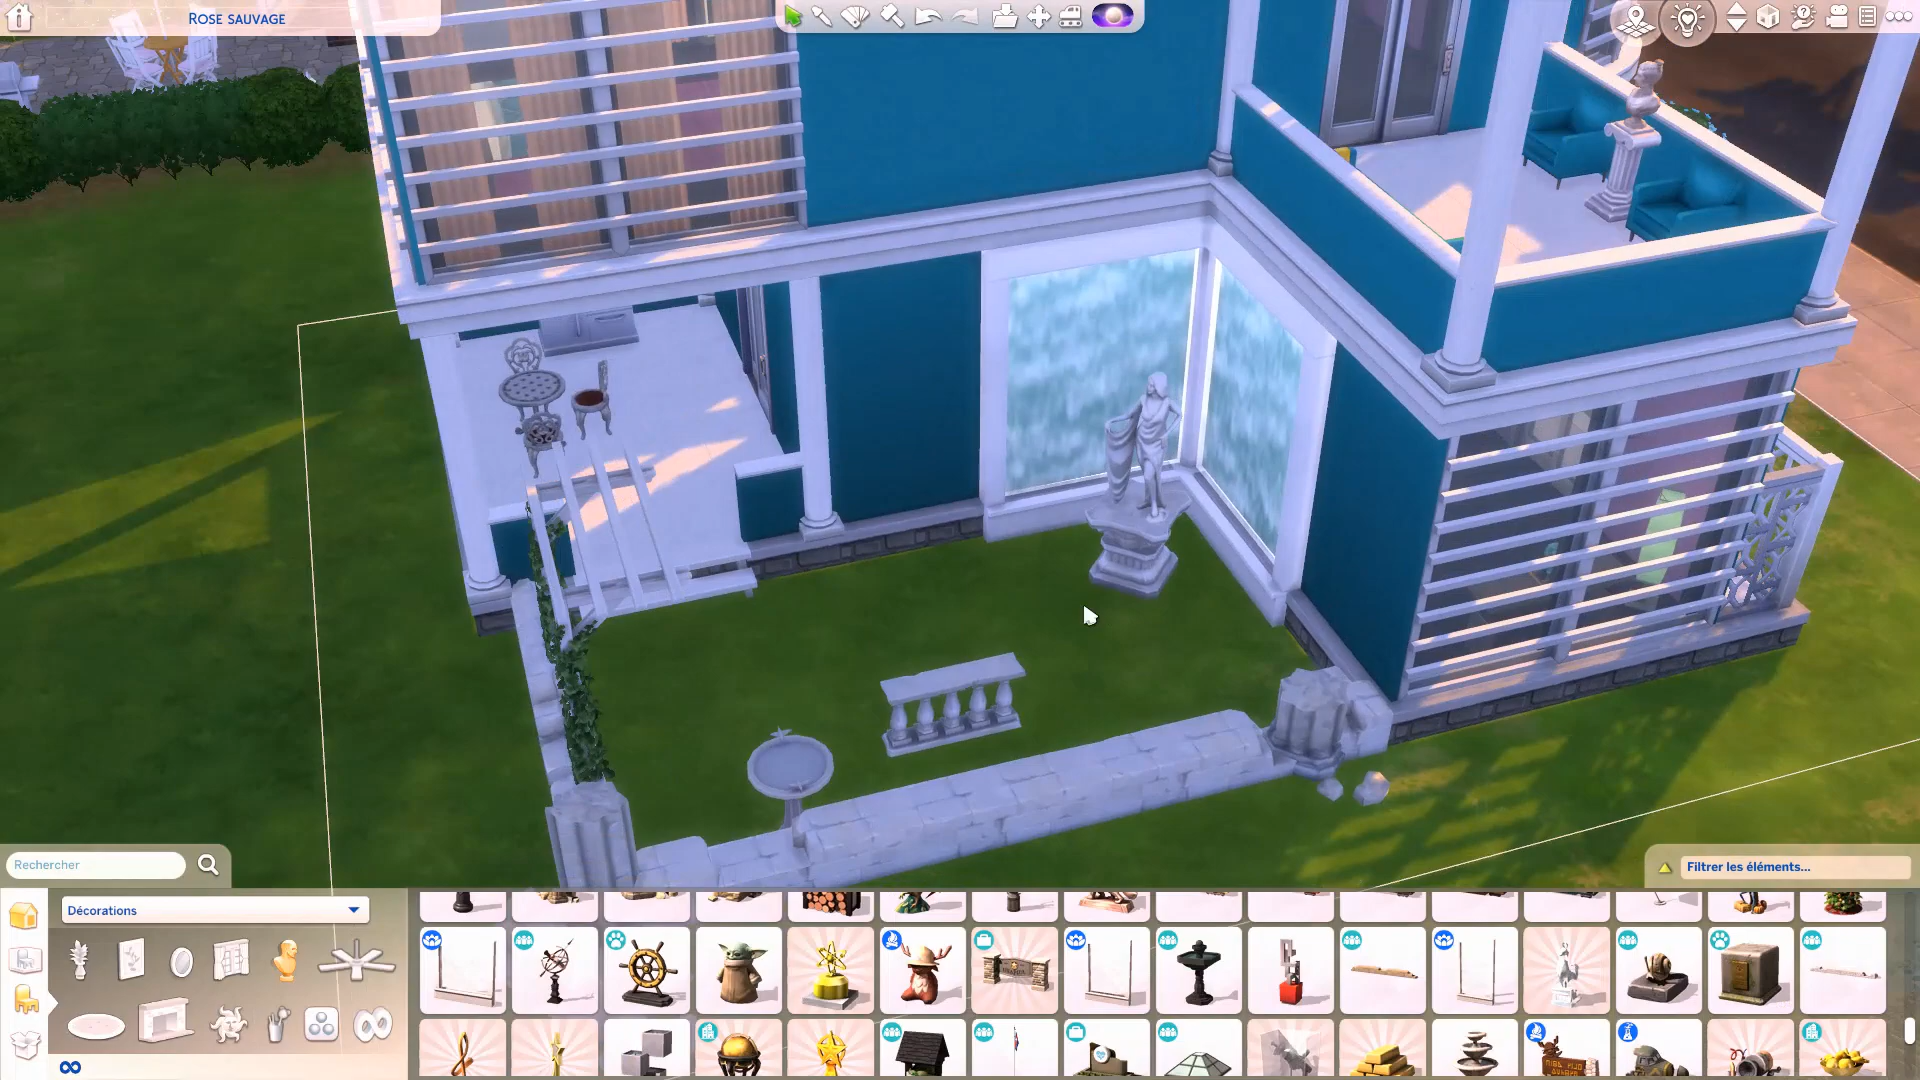 Rose sauvage
Rechercher
Filtrer les éléments...
Décorations